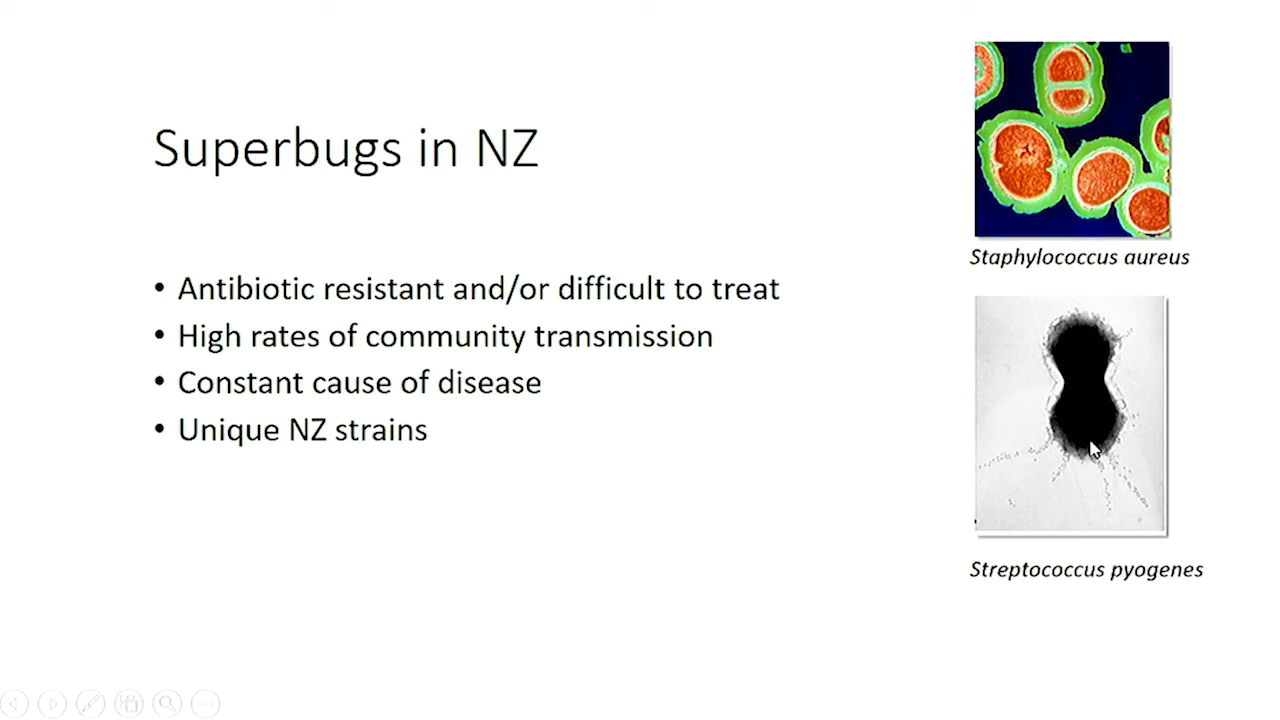 Superbugs in NZ
• Antibiotic resistant and/or difficult to treat
• High rates of community transmission
• Constant cause of disease
• Unique NZ strains
Staphylococcus aureus
Streptococcus pyogenes